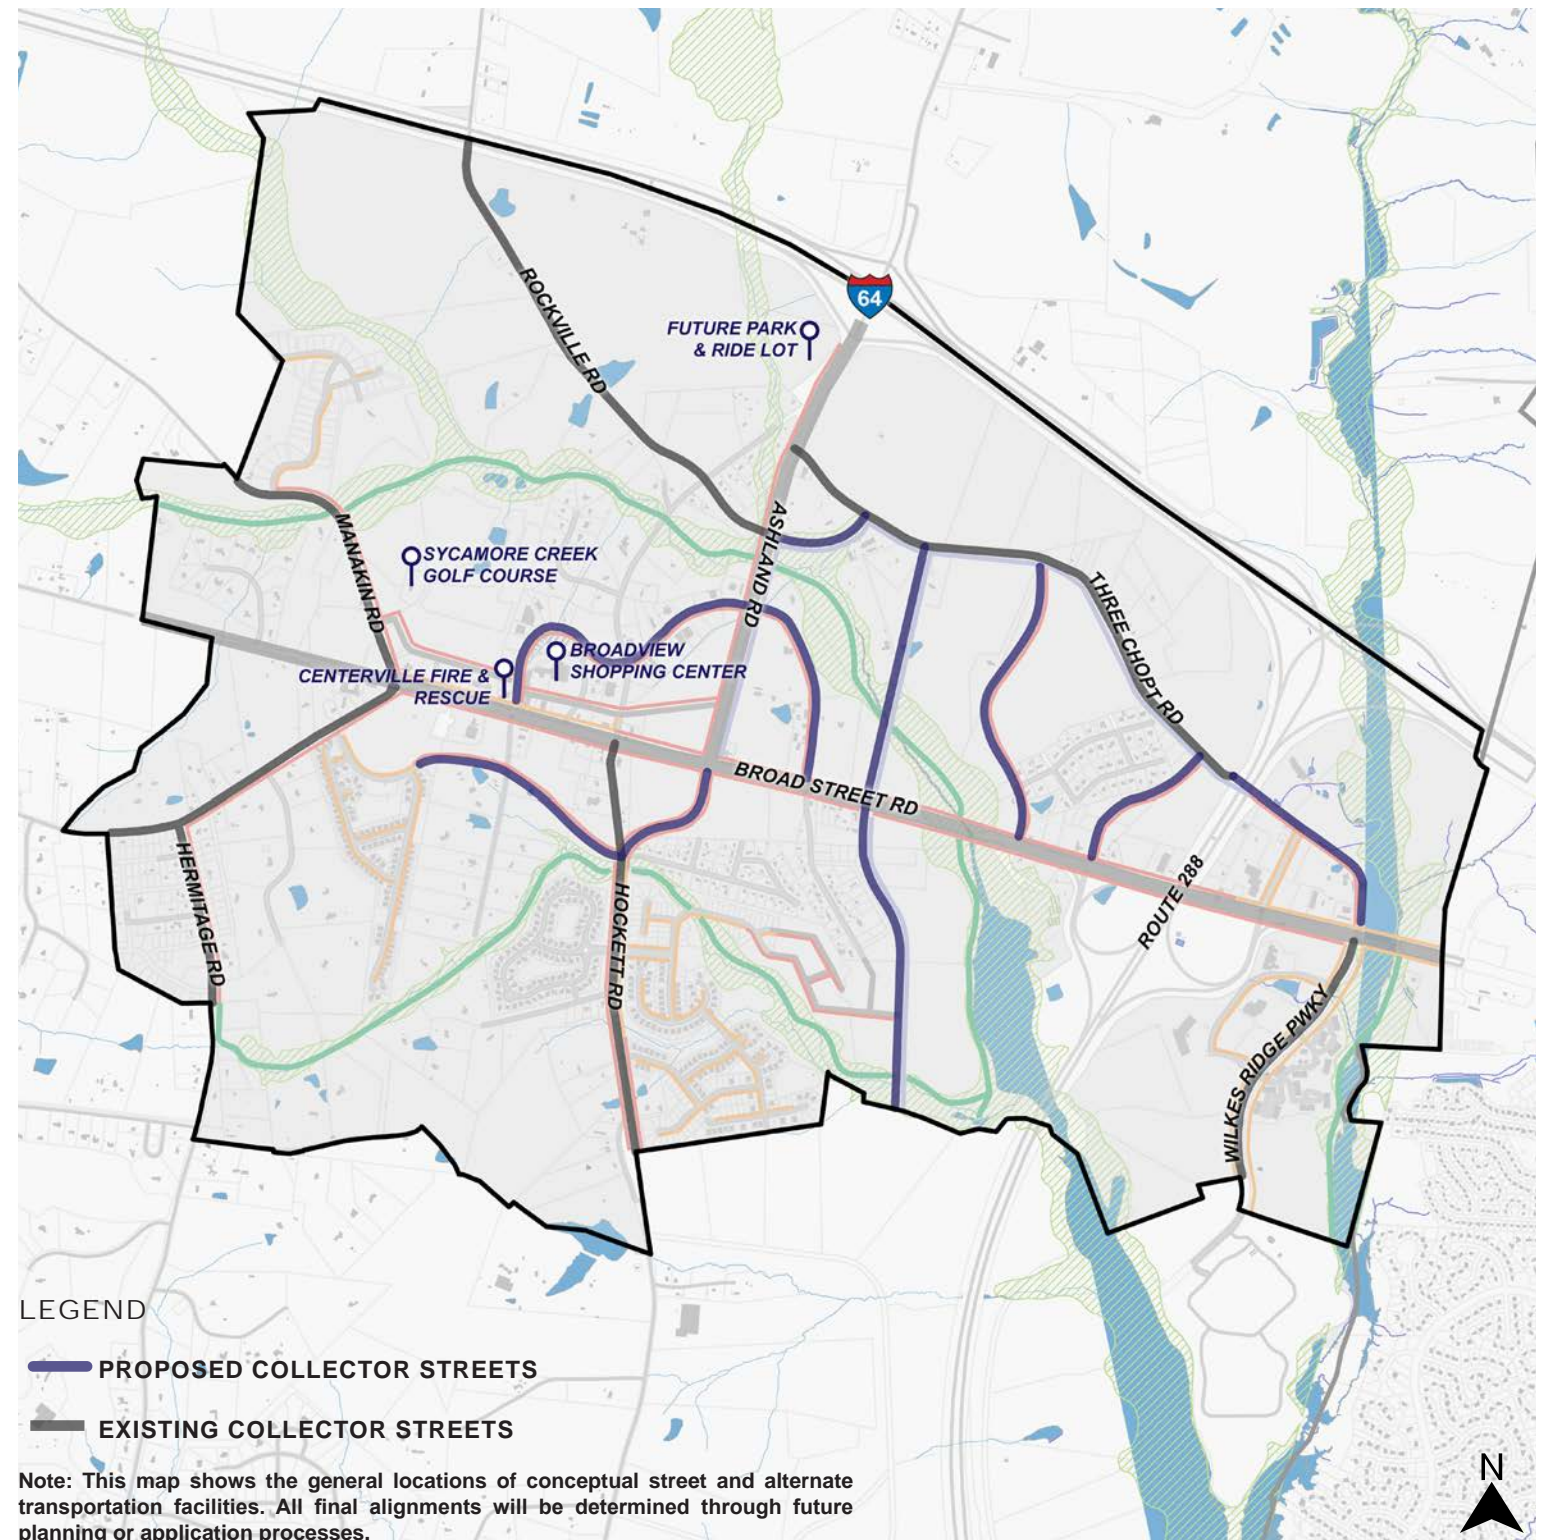 64
FUTURE PARK
& RIDE LOT
ROCKVILLE RD
ASHLAND RD
MANAKIN RD
SYCAMORE CREEK
GOLF COURSE
THREE CHOPT RD
BROADVIEW
SHOPPING CENTER
CENTERVILLE FIRE &
RESCUE
BROAD STREET RD
HERMITAGE RD
HOCKETT RD
ROUTE 288
WILKES RIDGE PWKY
LEGEND
PROPOSED COLLECTOR STREETS
EXISTING COLLECTOR STREETS
Note: This map shows the general locations of conceptual street and alternate
transportation facilities. All final alignments will be determined through future
planning or application processes.
N